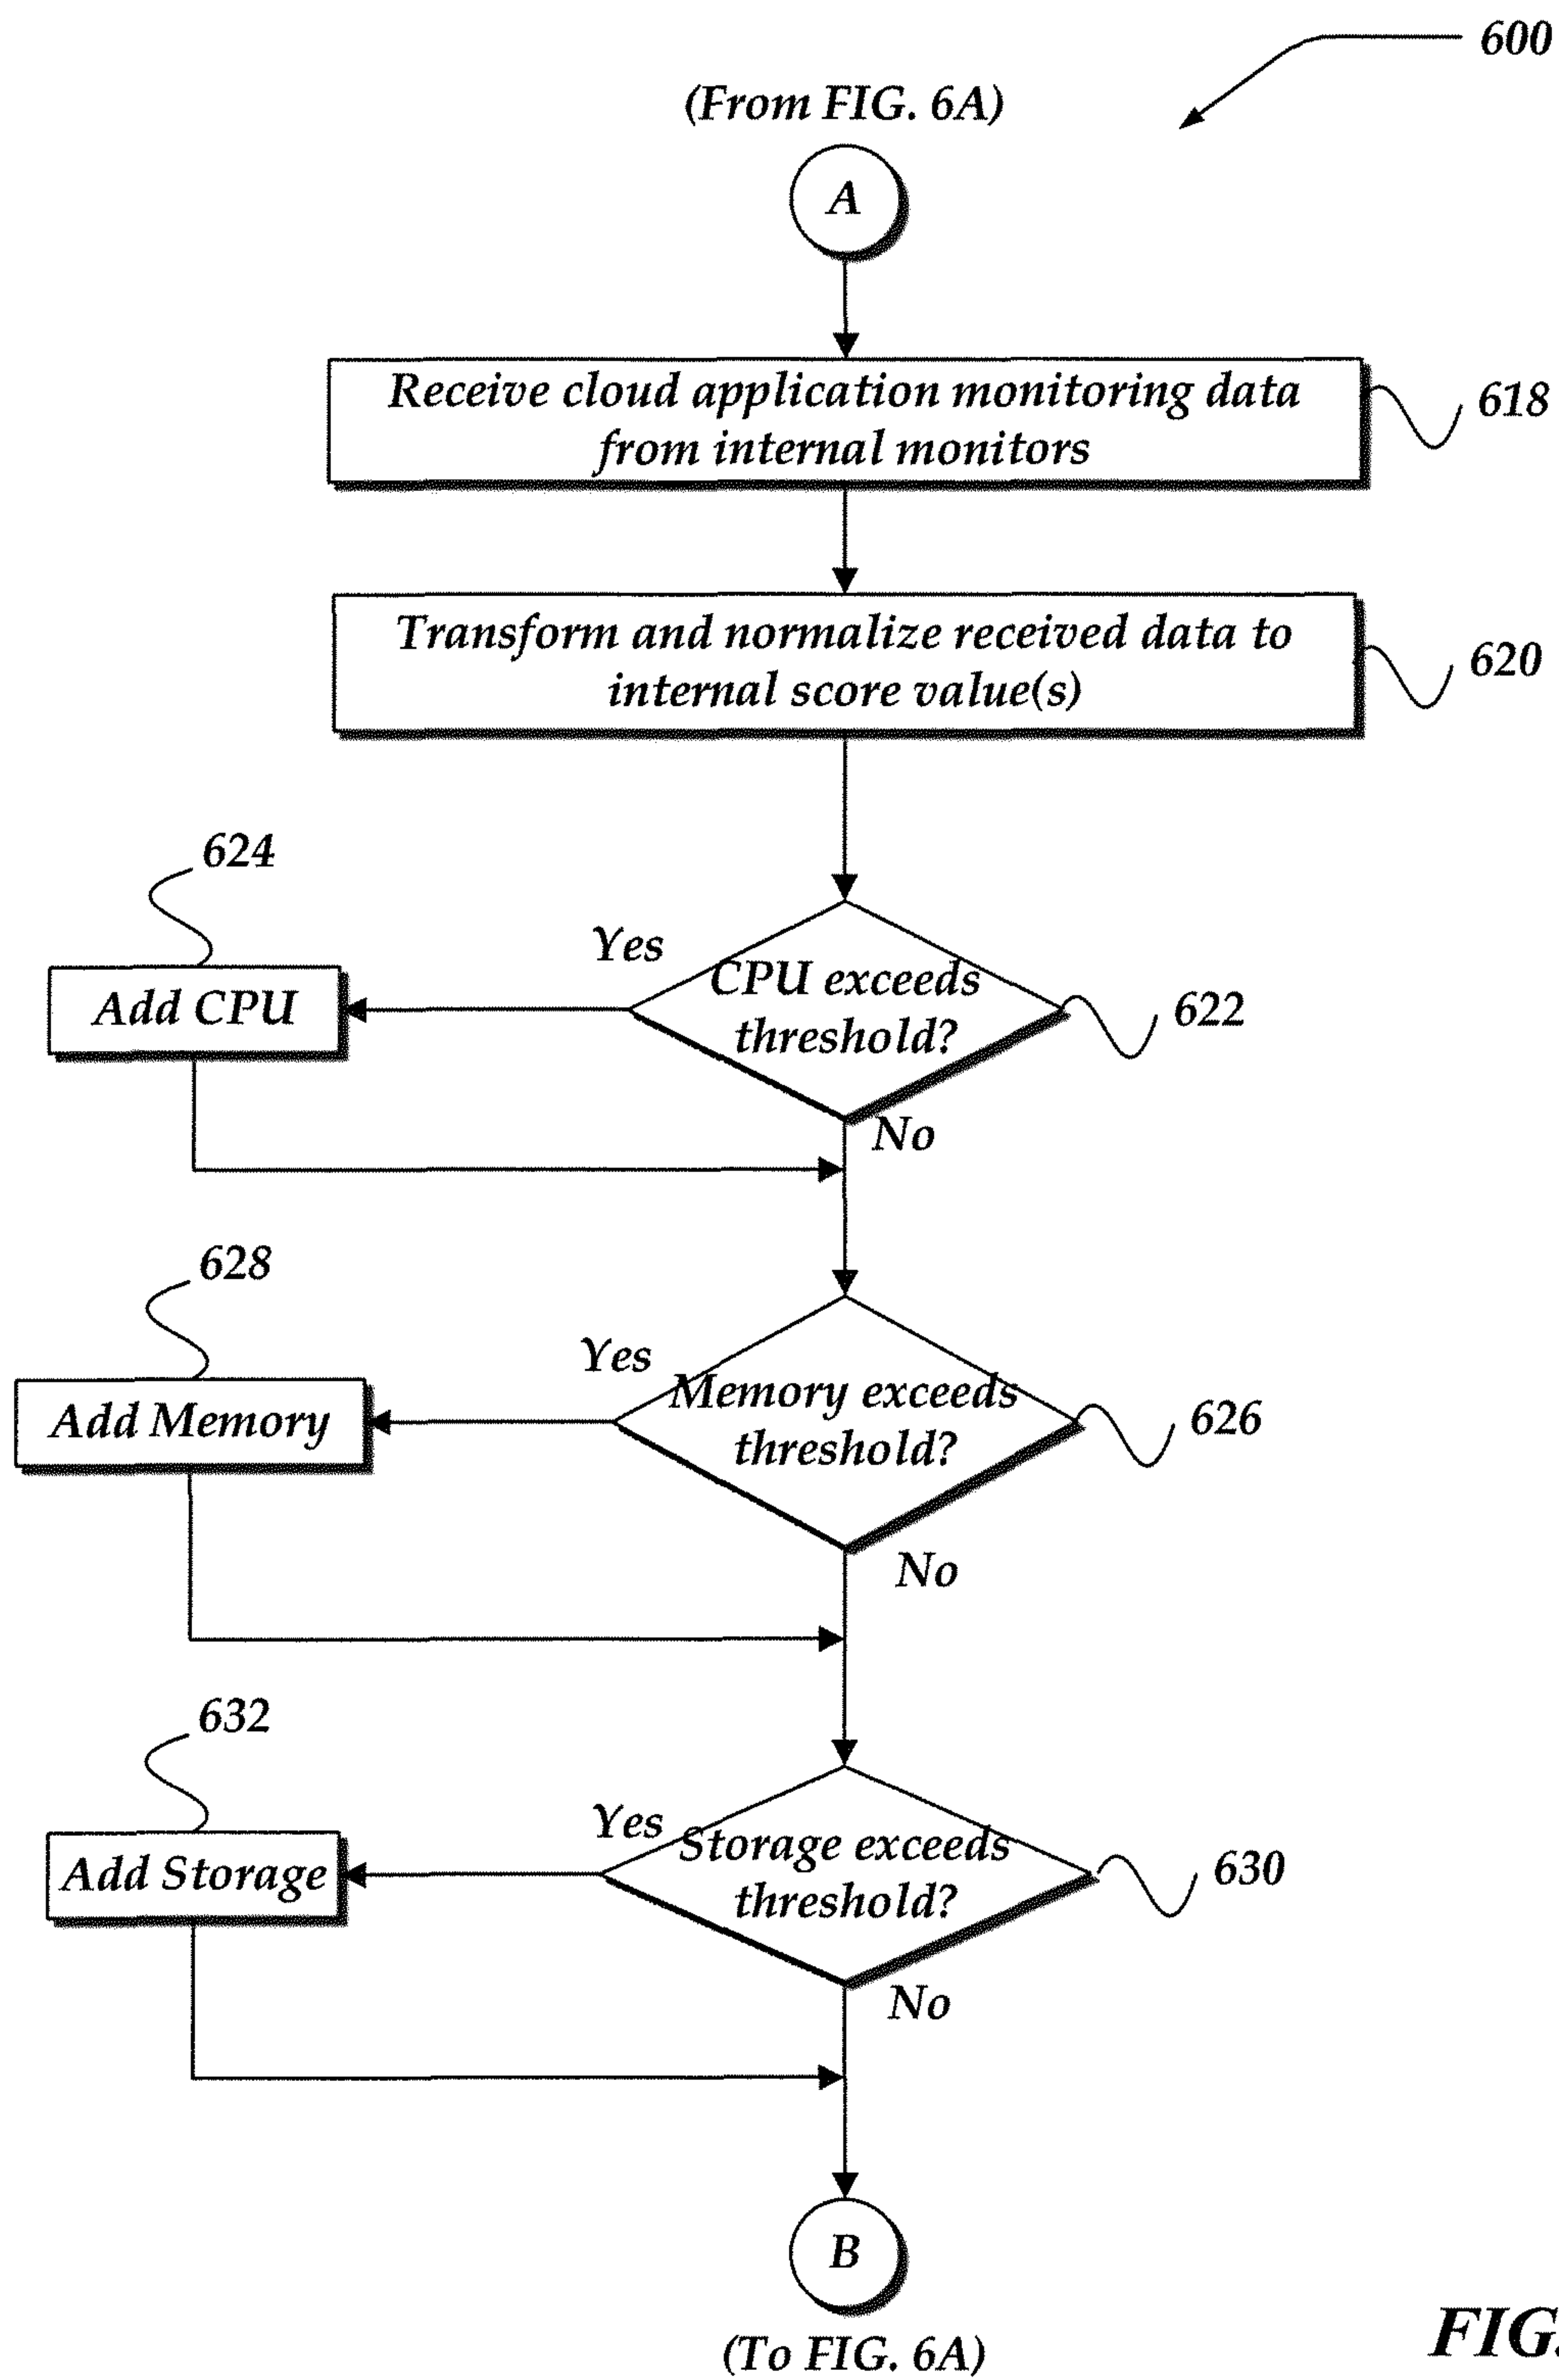 600
(From FIG. 6A)
A
Receive cloud application monitoring data
from internal monitors
618
Transform and normalize received data to
internal score value(s)
620
624
Yes
Add CPU
CPU exceeds
threshold?
622
No
628
Yes
Add Memory
Memory exceeds
threshold?
626
No
632
Yes
Add Storage
Storage exceeds
threshold?
630
No
B
(To FIG. 6A)
FIG.